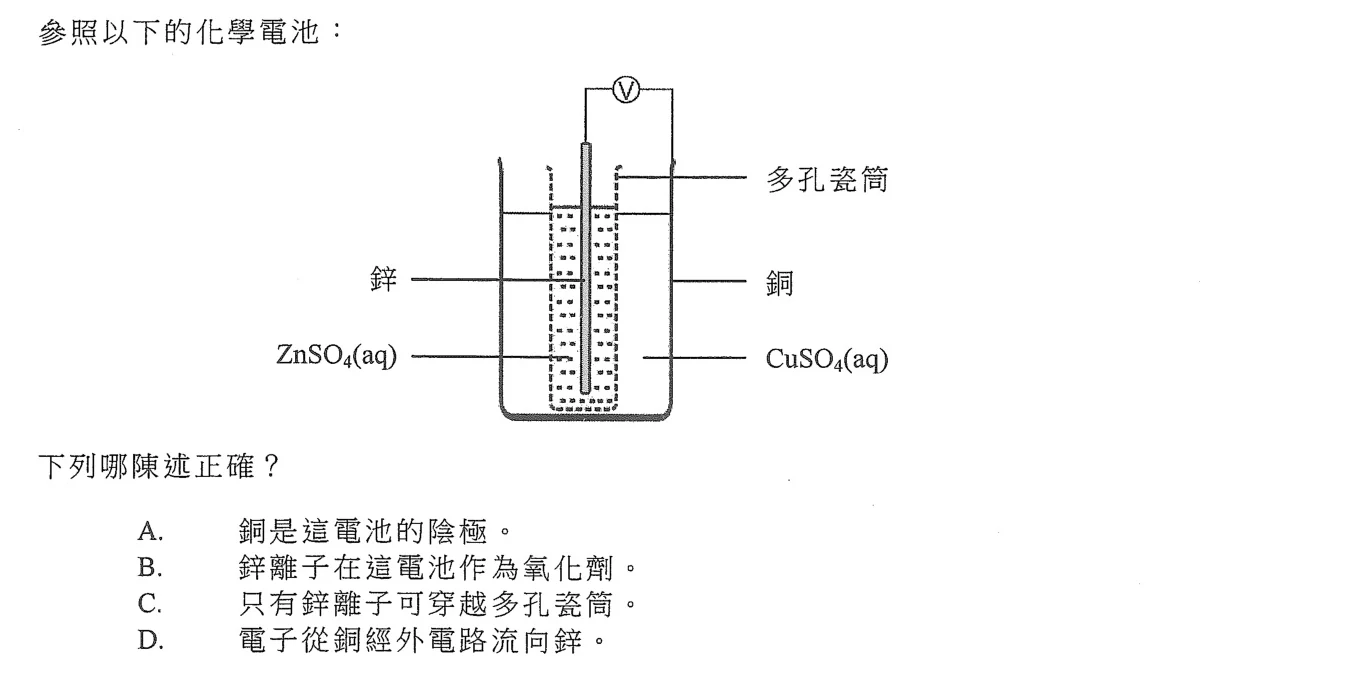 參照以下的化學電池：
V
多孔瓷筒
鋅
銅
ZnSO₄(aq)
CuSO₄(aq)
下列哪陳述正確？
A. 銅是這電池的陰極。
B. 鋅離子在這電池作為氧化劑。
C. 只有鋅離子可穿越多孔瓷筒。
D. 電子從銅經外電路流向鋅。